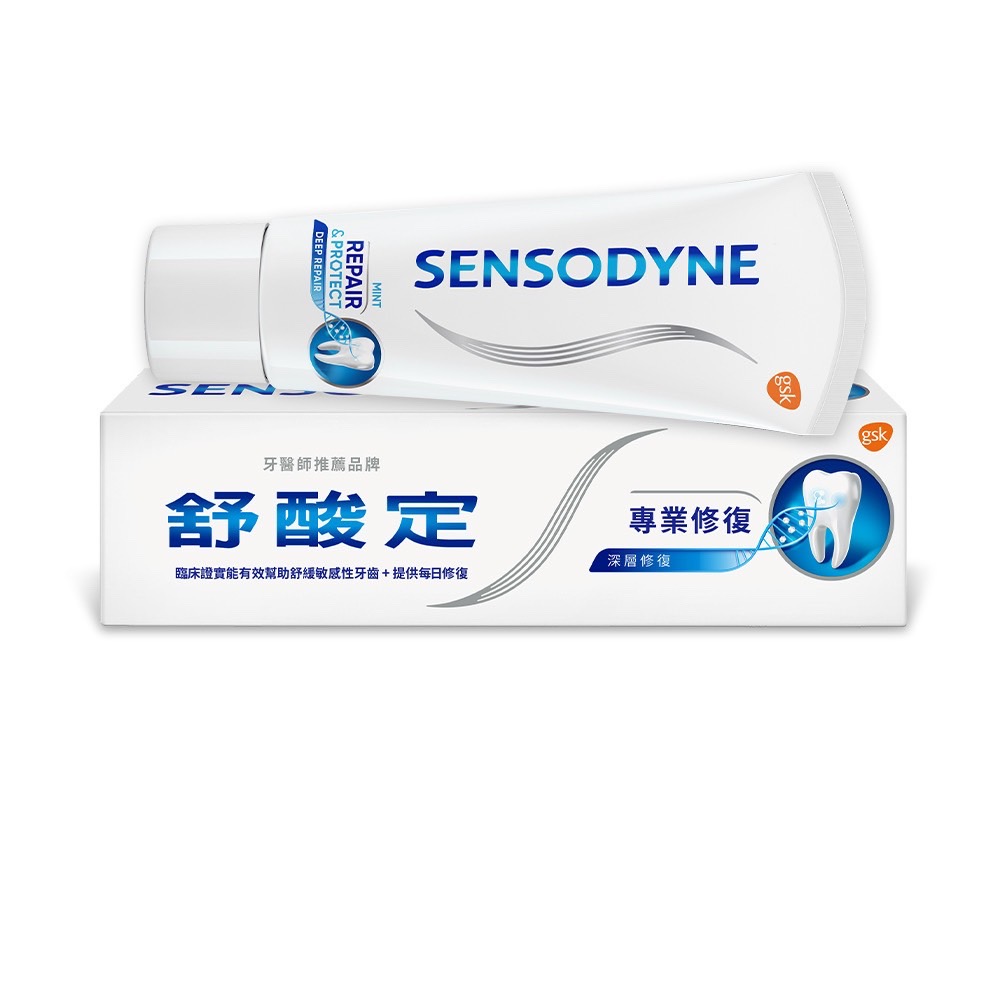 SENSODYNE
MINT
REPAIR
& PROTECT
DEEP REPAIR
gsk
SENSO
gsk
牙醫師推薦品牌
舒酸定
臨床證實能有效幫助舒緩敏感性牙齒+提供每日修復
專業修復
深層修復